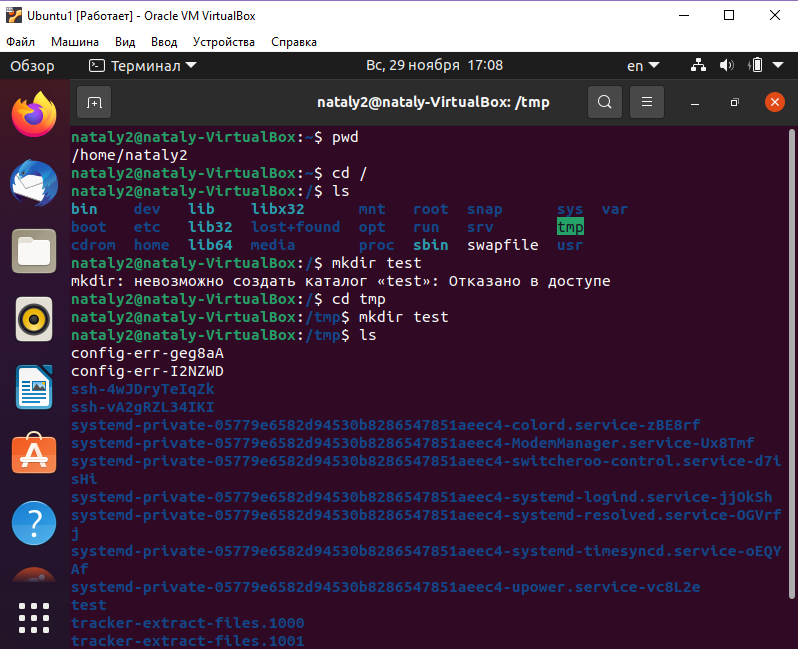 Ubuntu1 [Работает] - Oracle VM VirtualBox
Файл Машина Вид Ввод Устройства Справка
Обзор Терминал Вс, 29 ноября 17:08 en
nataly2@nataly-VirtualBox: /tmp
nataly2@nataly-VirtualBox:~$ pwd
/home/nataly2
nataly2@nataly-VirtualBox:~$ cd /
nataly2@nataly-VirtualBox:/$ ls
bin dev lib libx32 mnt root snap sys var
boot etc lib32 lost+found opt run srv tmp
cdrom home lib64 media proc sbin swapfile usr
nataly2@nataly-VirtualBox:/$ mkdir test
mkdir: невозможно создать каталог «test»: Отказано в доступе
nataly2@nataly-VirtualBox:/$ cd tmp
nataly2@nataly-VirtualBox:/tmp$ mkdir test
nataly2@nataly-VirtualBox:/tmp$ ls
config-err-geg8aA
config-err-I2NZWD
ssh-4wJDryTeIqZk
ssh-vA2gRZL34IKI
systemd-private-05779e6582d94530b8286547851aeec4-colord.service-zBE8rf
systemd-private-05779e6582d94530b8286547851aeec4-ModemManager.service-Ux8Tmf
systemd-private-05779e6582d94530b8286547851aeec4-switcheroo-control.service-d7i
sHi
systemd-private-05779e6582d94530b8286547851aeec4-systemd-logind.service-jjOkSh
systemd-private-05779e6582d94530b8286547851aeec4-systemd-resolved.service-OGVrf
j
systemd-private-05779e6582d94530b8286547851aeec4-systemd-timesyncd.service-oEQY
Af
systemd-private-05779e6582d94530b8286547851aeec4-upower.service-vc8L2e
test
tracker-extract-files.1000
tracker-extract-files.1001